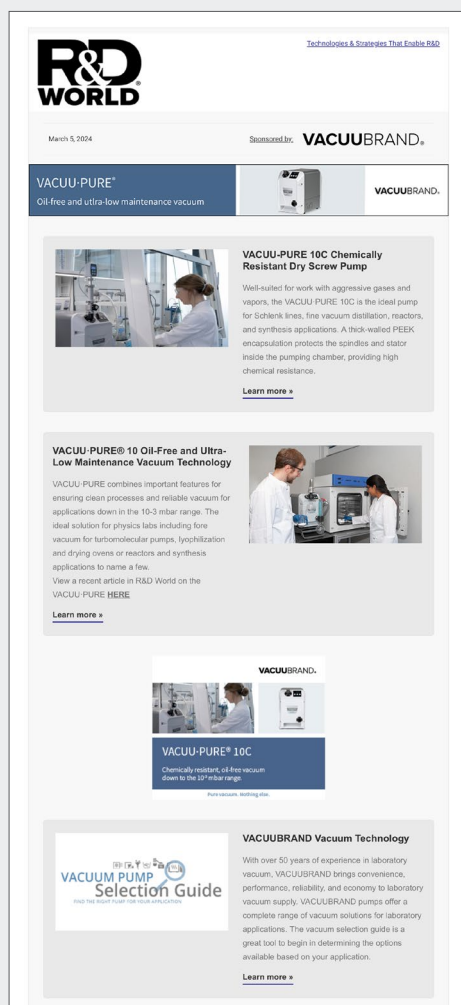 R&D
WORLD
Technologies & Strategies That Enable R&D
March 5, 2024
Sponsored by:
VACUUBRAND®
VACUU·PURE®
Oil-free and utlra-low maintenance vacuum
VACUUBRAND®
VACUU-PURE 10C Chemically
Resistant Dry Screw Pump
Well-suited for work with aggressive gases and
vapors, the VACUU·PURE 10C is the ideal pump
for Schlenk lines, fine vacuum distillation, reactors,
and synthesis applications. A thick-walled PEEK
encapsulation protects the spindles and stator
inside the pumping chamber, providing high
chemical resistance.
Learn more »
VACUU·PURE® 10 Oil-Free and Ultra-
Low Maintenance Vacuum Technology
VACUU·PURE combines important features for
ensuring clean processes and reliable vacuum for
applications down in the 10-3 mbar range. The
ideal solution for physics labs including fore
vacuum for turbomolecular pumps, lyophilization
and drying ovens or reactors and synthesis
applications to name a few.
View a recent article in R&D World on the
VACUU·PURE HERE
Learn more »
VACUUBRAND®
VACUU·PURE® 10C
Chemically resistant, oil-free vacuum
down to the 10⁻³ mbar range.
Pure vacuum. Nothing else.
VACUUM PUMP
Selection Guide
FIND THE RIGHT PUMP FOR YOUR APPLICATION
VACUUBRAND Vacuum Technology
With over 50 years of experience in laboratory
vacuum, VACUUBRAND brings convenience,
performance, reliability, and economy to laboratory
vacuum supply. VACUUBRAND pumps offer a
complete range of vacuum solutions for laboratory
applications. The vacuum selection guide is a
great tool to begin in determining the options
available based on your application.
Learn more »